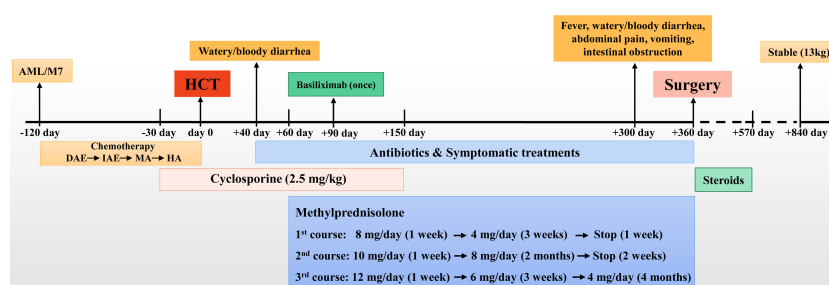 Fever, watery/bloody diarrhea,
abdominal pain, vomiting,
intestinal obstruction
Watery/bloody diarrhea
Stable (13kg)
AML/M7
HCT
Basiliximab (once)
Surgery
-120 day
-30 day
day 0
+40 day
+60 day
+90 day
+150 day
+300 day
+360 day
+570 day
+840 day
Chemotherapy
DAE→IAE→MA→HA
Antibiotics & Symptomatic treatments
Cyclosporine (2.5 mg/kg)
Steroids
Methylprednisolone
1st course: 8 mg/day (1 week) → 4 mg/day (3 weeks) → Stop (1 week)
2nd course: 10 mg/day (1 week) → 8 mg/day (2 months) → Stop (2 weeks)
3rd course: 12 mg/day (1 week) → 6 mg/day (3 weeks) → 4 mg/day (4 months)